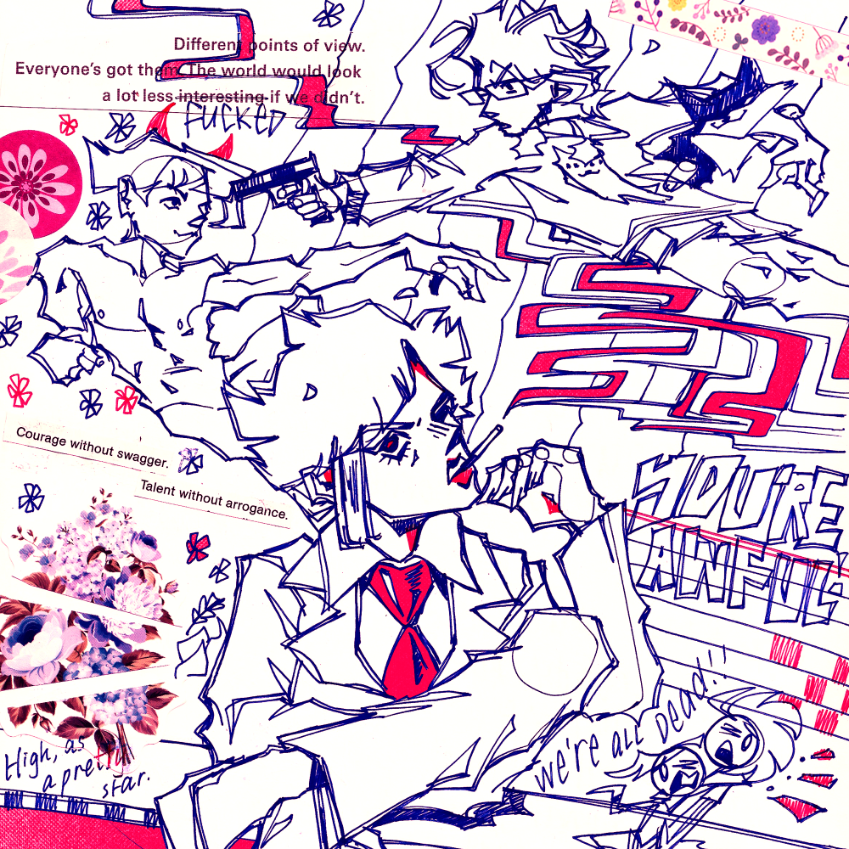 Different points of view.
Everyone's got them. The world would look
a lot less interesting if we didn't.
FUCKED
Courage without swagger.
Talent without arrogance.
YOU'RE
AWFUL
we're all Dead!!
High, as
a pretty
star.